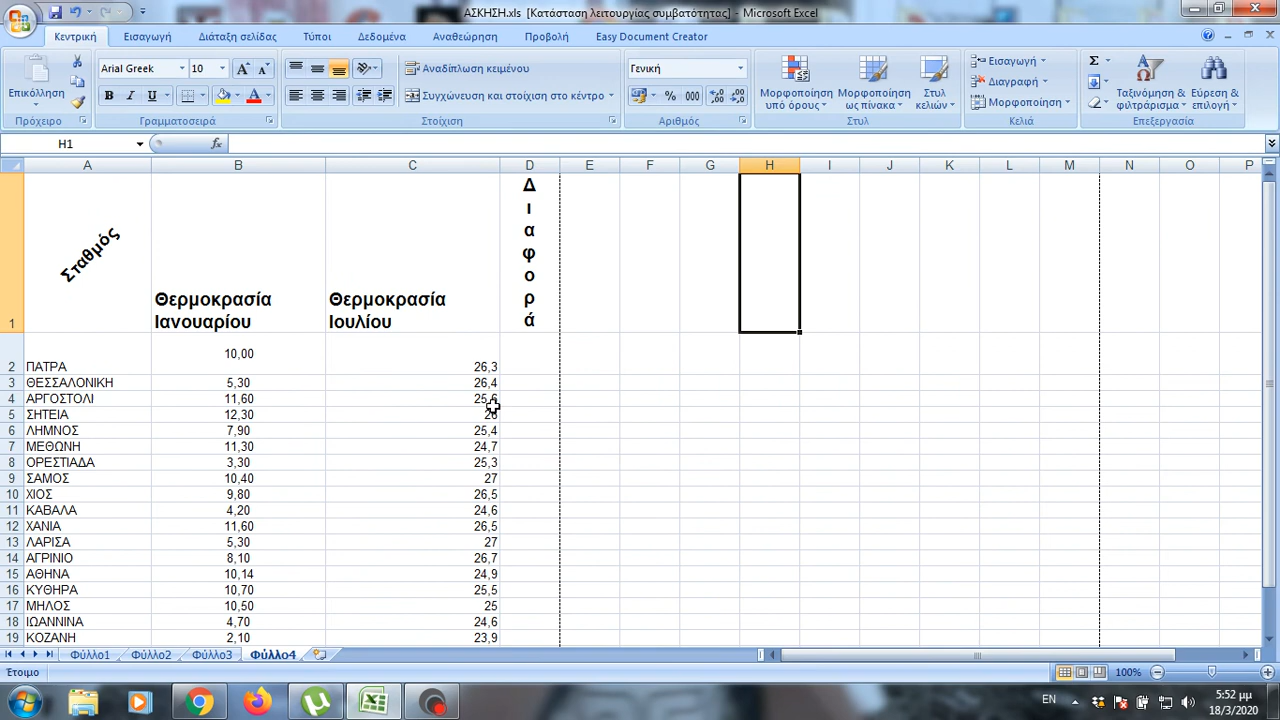 ΑΣΚΗΣΗ.xls [Κατάσταση λειτουργίας συμβατότητας] - Microsoft Excel
Κεντρική Εισαγωγή Διάταξη σελίδας Τύποι Δεδομένα Αναθεώρηση Προβολή Easy Document Creator
Επικόλληση
Πρόχειρο
Arial Greek 10
B I U
Γραμματοσειρά
Αναδίπλωση κειμένου
Συγχώνευση και στοίχιση στο κέντρο
Στοίχιση
Γενική
% 000
Αριθμός
Μορφοποίηση υπό όρους
Μορφοποίηση ως πίνακα
Στυλ κελιών
Στυλ
Εισαγωγή
Διαγραφή
Μορφοποίηση
Κελιά
Ταξινόμηση & φιλτράρισμα
Εύρεση & επιλογή
Επεξεργασία
H1
A B C D E F G H I J K L M N O P
1 Σταθμός Θερμοκρασία Ιανουαρίου Θερμοκρασία Ιουλίου Διαφορά
2 ΠΑΤΡΑ 10,00 26,3
3 ΘΕΣΣΑΛΟΝΙΚΗ 5,30 26,4
4 ΑΡΓΟΣΤΟΛΙ 11,60 25,6
5 ΣΗΤΕΙΑ 12,30 26
6 ΛΗΜΝΟΣ 7,90 25,4
7 ΜΕΘΩΝΗ 11,30 24,7
8 ΟΡΕΣΤΙΑΔΑ 3,30 25,3
9 ΣΑΜΟΣ 10,40 27
10 ΧΙΟΣ 9,80 26,5
11 ΚΑΒΑΛΑ 4,20 24,6
12 ΧΑΝΙΑ 11,60 26,5
13 ΛΑΡΙΣΑ 5,30 27
14 ΑΓΡΙΝΙΟ 8,10 26,7
15 ΑΘΗΝΑ 10,14 24,9
16 ΚΥΘΗΡΑ 10,70 25,5
17 ΜΗΛΟΣ 10,50 25
18 ΙΩΑΝΝΙΝΑ 4,70 24,6
19 ΚΟΖΑΝΗ 2,10 23,9
Φύλλο1 Φύλλο2 Φύλλο3 Φύλλο4
Έτοιμο 100%
EN 5:52 μμ
18/3/2020